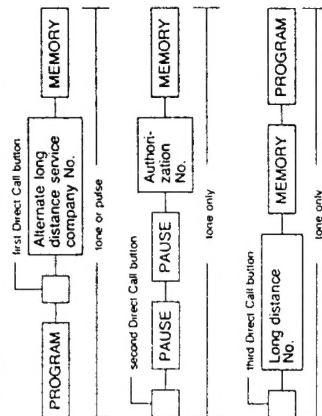 first Direct Call button
PROGRAM
Alternate long
distance service
company No.
MEMORY
tone or pulse
second Direct Call button
PAUSE
PAUSE
Authori-
zation
No.
MEMORY
tone only
third Direct Call button
Long distance
No.
MEMORY
PROGRAM
tone only